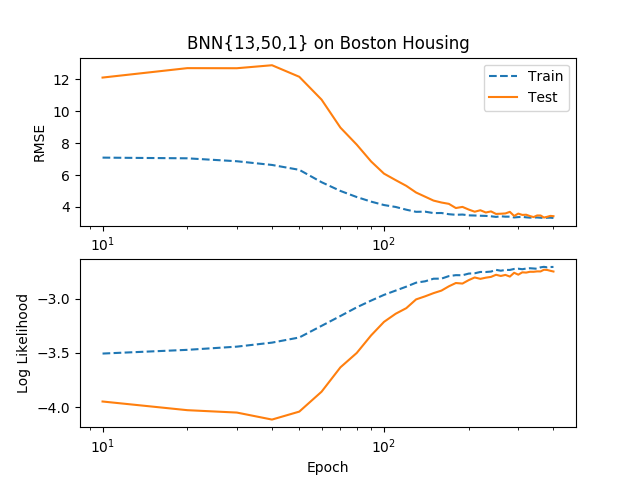 BNN{13,50,1} on Boston Housing
RMSE
12
10
8
6
4
Train
Test
10¹
10²
Log Likelihood
−3.0
−3.5
−4.0
10¹
10²
Epoch